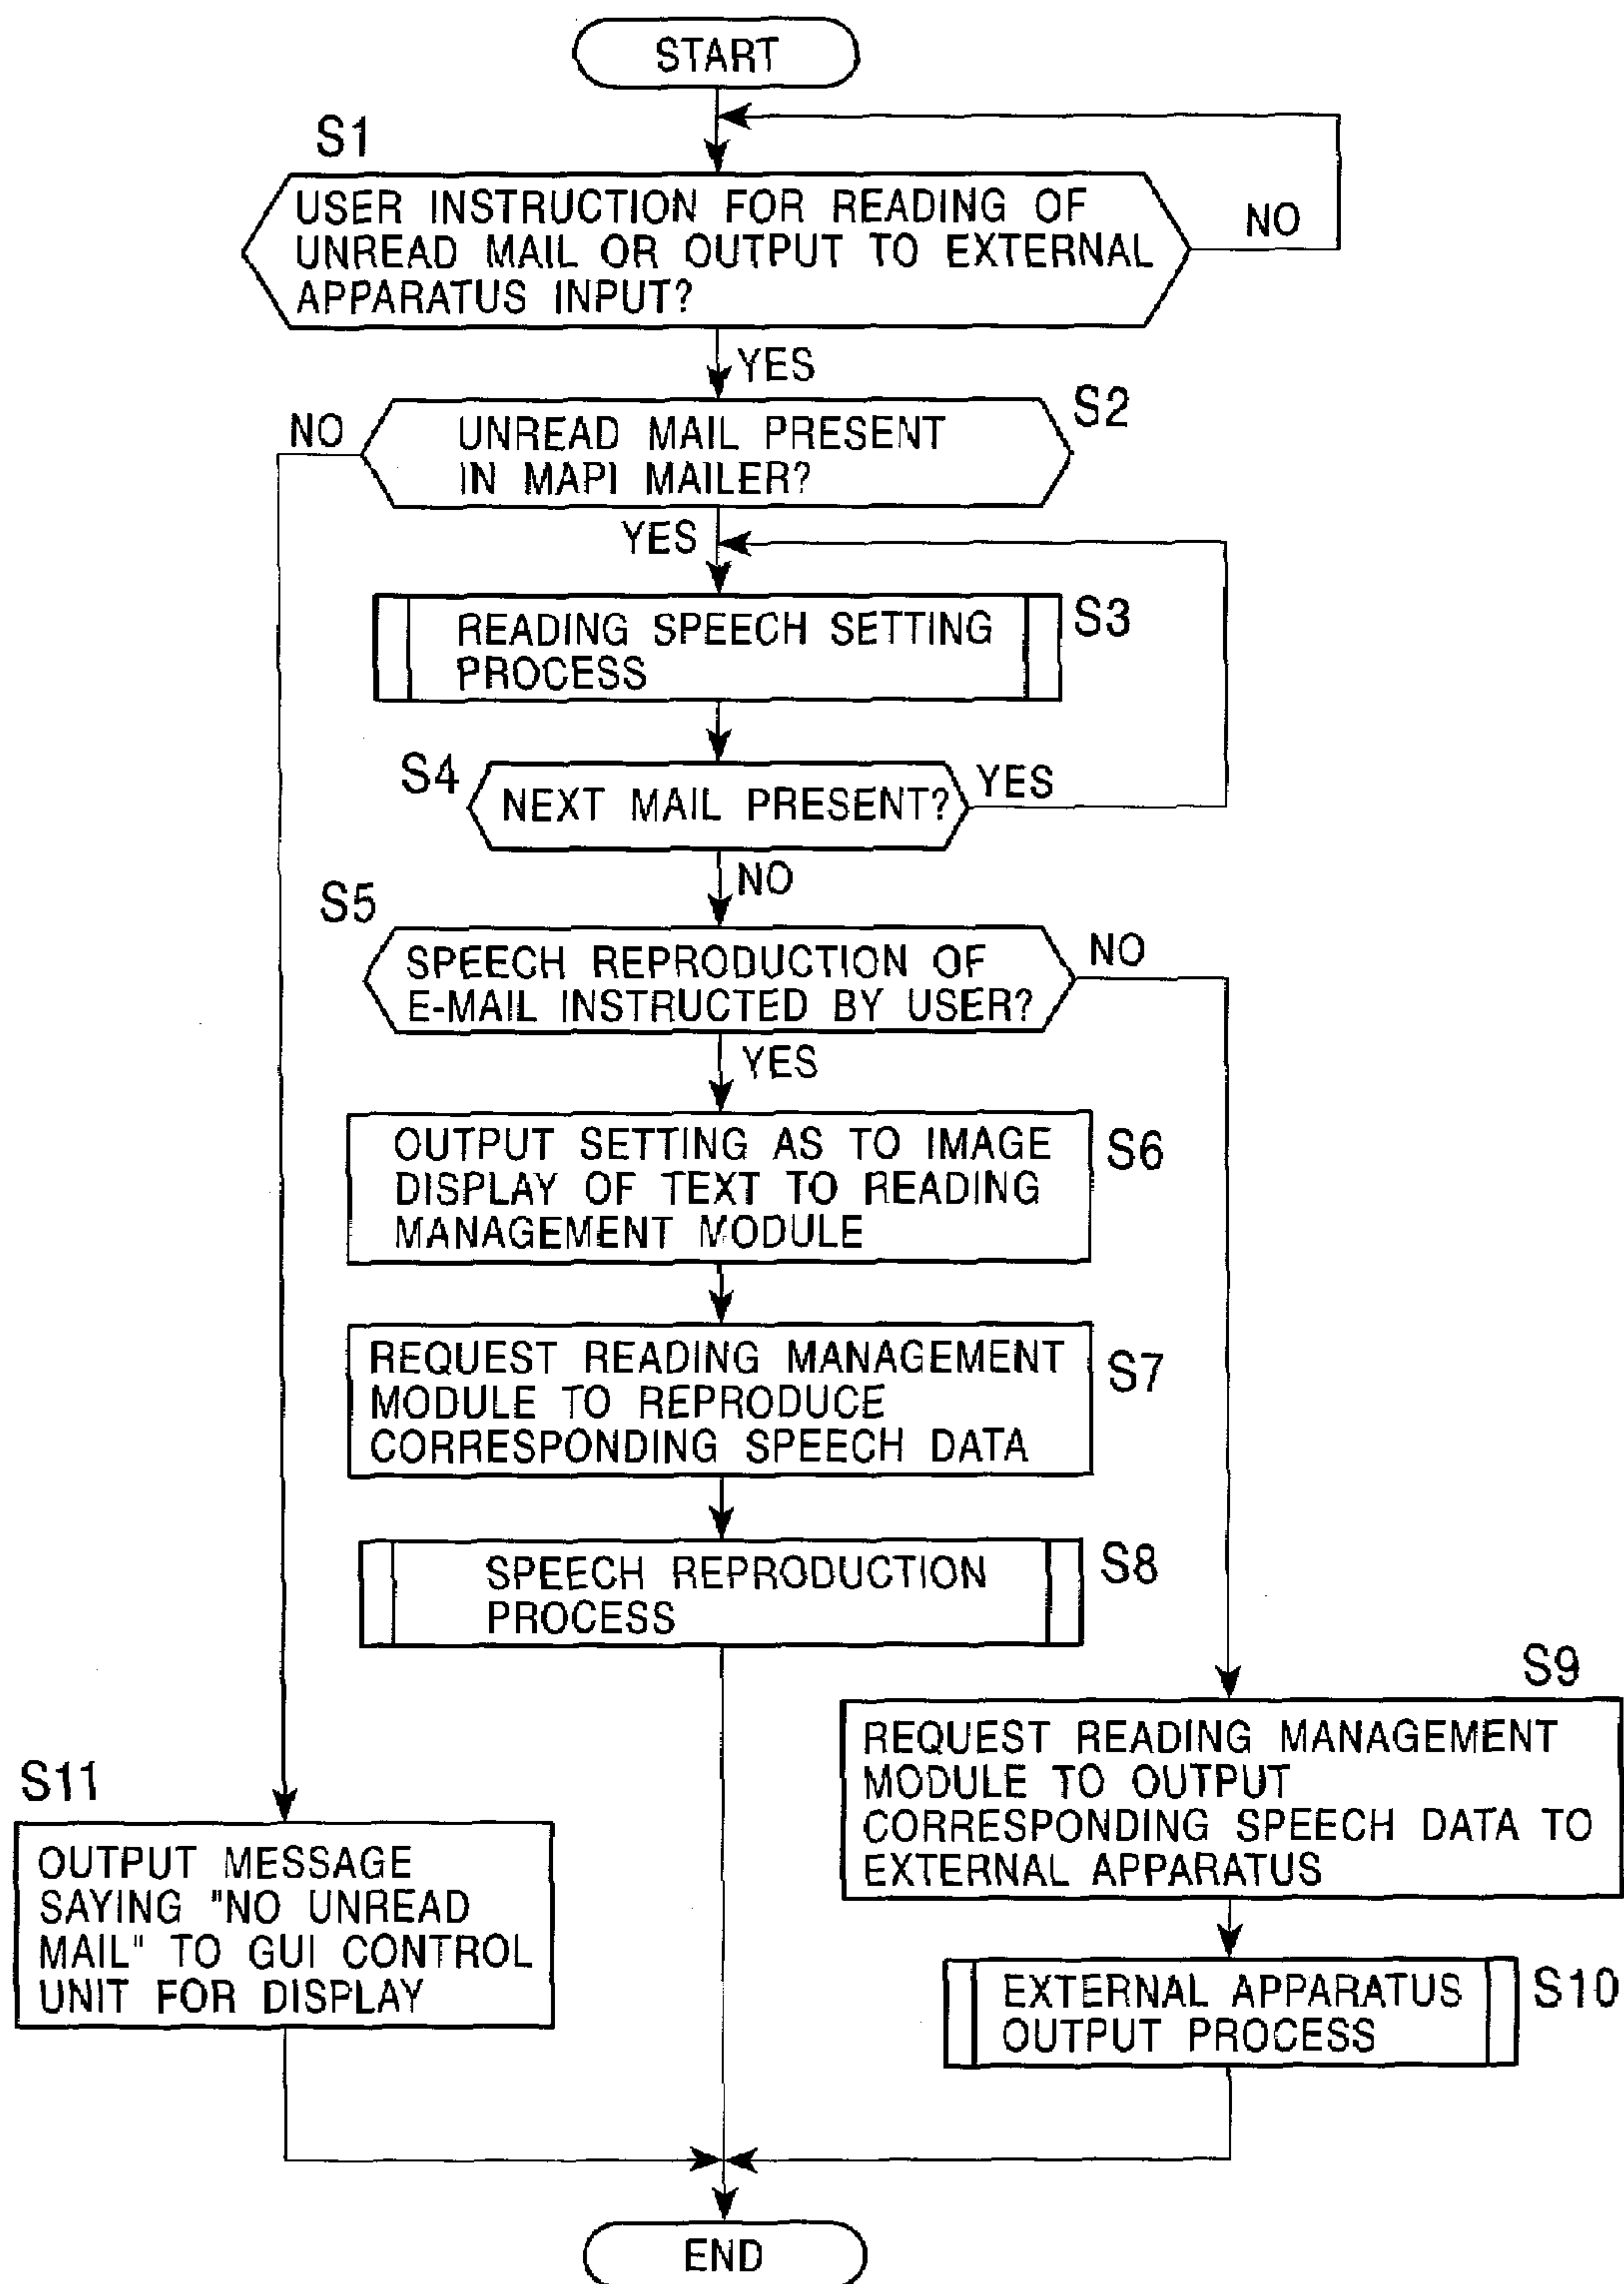 START
S1
USER INSTRUCTION FOR READING OF
UNREAD MAIL OR OUTPUT TO EXTERNAL
APPARATUS INPUT?
NO
YES
NO
S2
UNREAD MAIL PRESENT
IN MAPI MAILER?
YES
S3
READING SPEECH SETTING
PROCESS
S4
NEXT MAIL PRESENT?
YES
NO
S5
SPEECH REPRODUCTION OF
E-MAIL INSTRUCTED BY USER?
NO
YES
OUTPUT SETTING AS TO IMAGE
DISPLAY OF TEXT TO READING
MANAGEMENT MODULE
S6
REQUEST READING MANAGEMENT
MODULE TO REPRODUCE
CORRESPONDING SPEECH DATA
S7
SPEECH REPRODUCTION
PROCESS
S8
S9
REQUEST READING MANAGEMENT
MODULE TO OUTPUT
CORRESPONDING SPEECH DATA TO
EXTERNAL APPARATUS
S11
OUTPUT MESSAGE
SAYING "NO UNREAD
MAIL" TO GUI CONTROL
UNIT FOR DISPLAY
EXTERNAL APPARATUS
OUTPUT PROCESS
S10
END